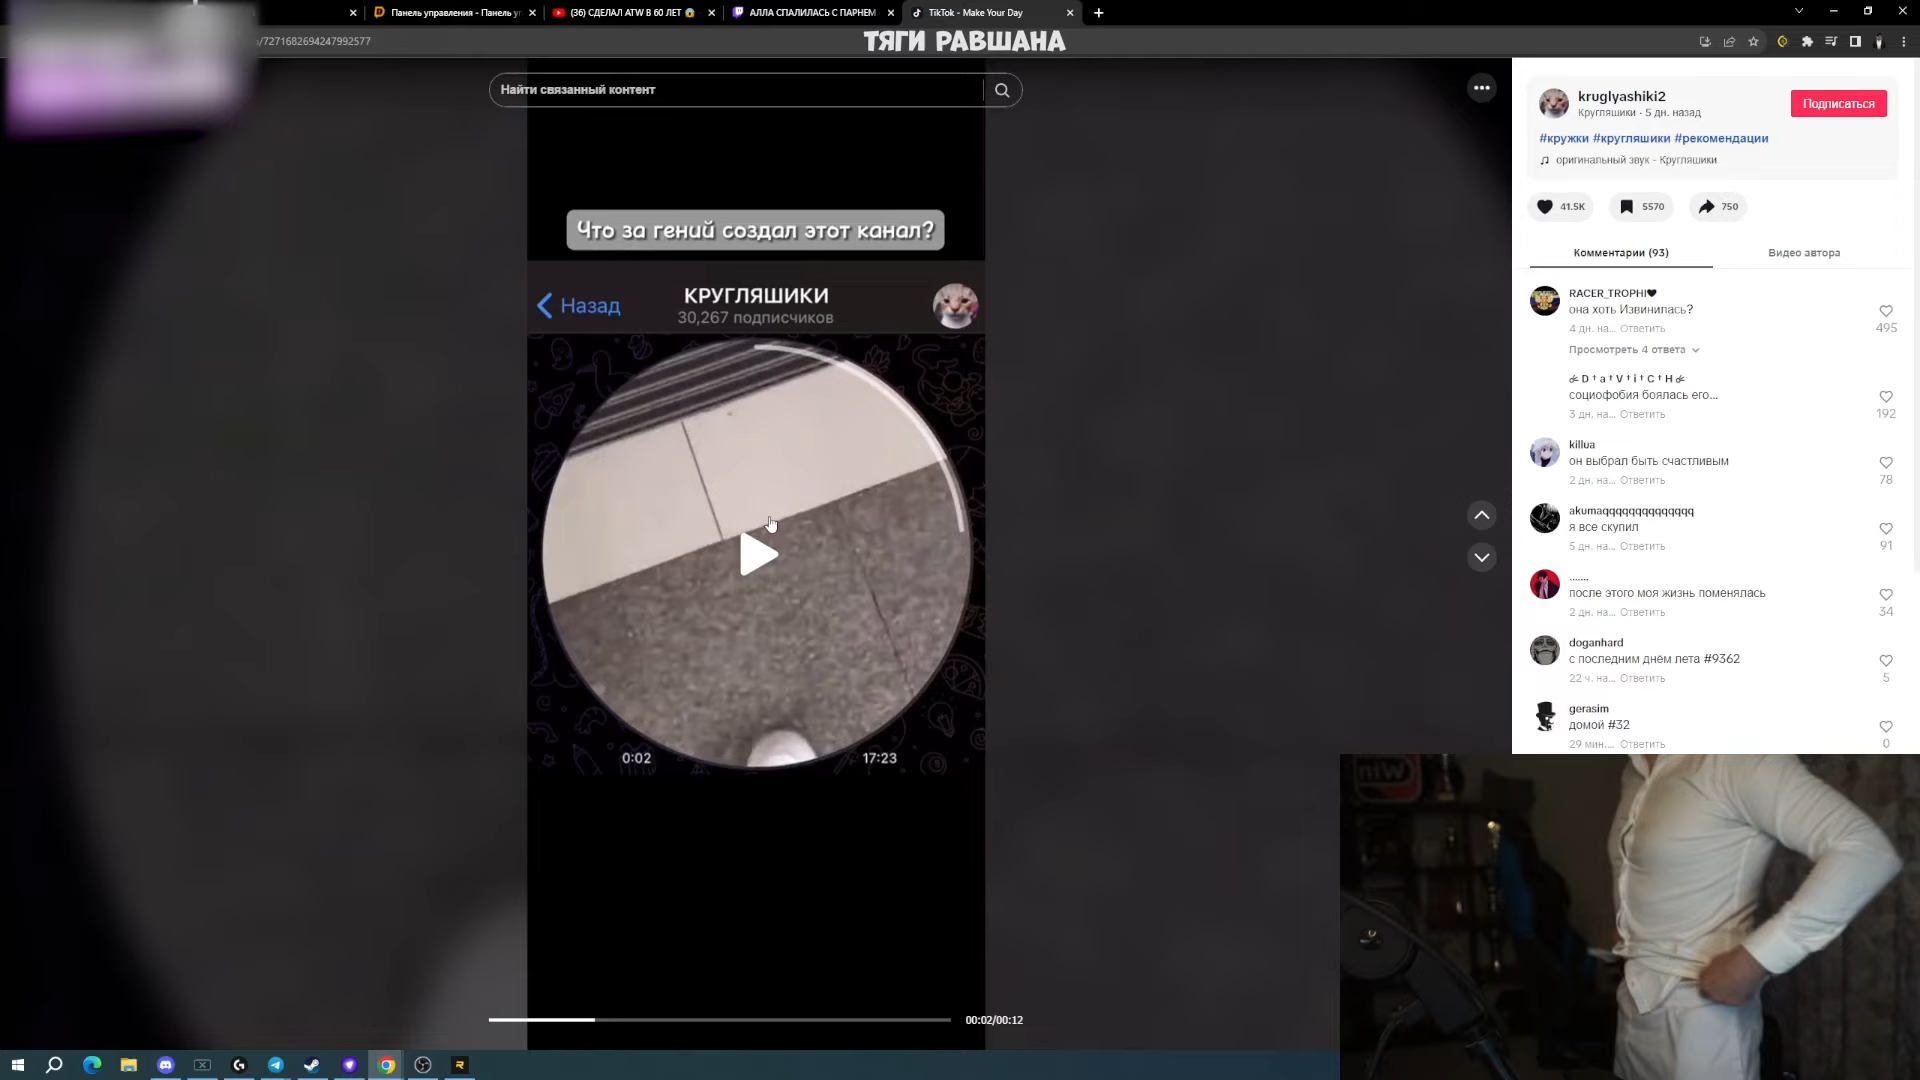 Панель управления - Панель у
(36) СДЕЛАЛ ATW В 60 ЛЕТ 😱
АЛЛА СПАЛИЛАСЬ С ПАРНЕМ
TikTok - Make Your Day
/7271682694247992577
ТЯГИ РАВШАНА
Найти связанный контент
Что за гений создал этот канал?
Назад
КРУГЛЯШИКИ
30,267 подписчиков
0:02
17:23
00:02/00:12
kruglyashiki2
Кругляшики · 5 дн. назад
Подписаться
#кружки #кругляшики #рекомендации
оригинальный звук - Кругляшики
41.5K
5570
750
Комментарии (93)
Видео автора
RACER_TROPHI🖤
она хоть Извинилась?
4 дн. на... Ответить
495
Просмотреть 4 ответа
D † a † V † i † C † H
социофобия боялась его...
3 дн. на... Ответить
192
killua
он выбрал быть счастливым
2 дн. на... Ответить
78
akumaqqqqqqqqqqqqqq
я все скупил
5 дн. на... Ответить
91
.......
после этого моя жизнь поменялась
2 дн. на... Ответить
34
doganhard
с последним днём лета #9362
22 ч. на... Ответить
5
gerasim
домой #32
29 мин.... Ответить
0